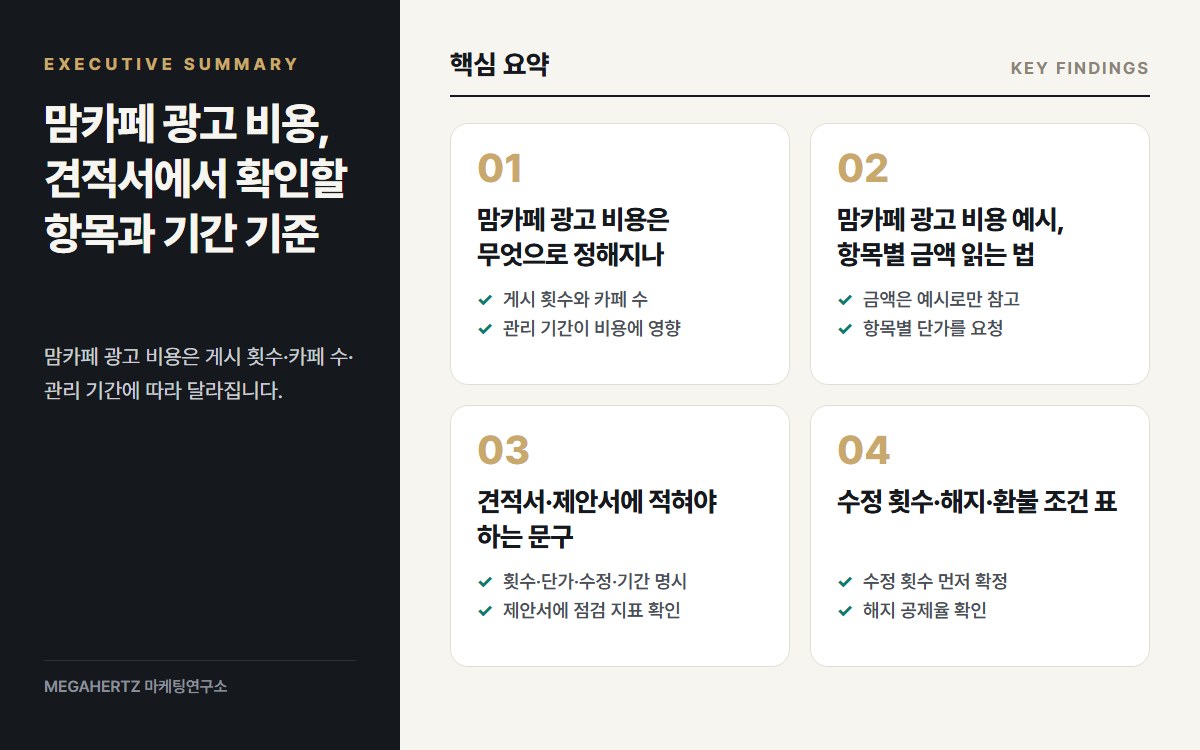 EXECUTIVE SUMMARY
맘카페 광고 비용,
견적서에서 확인할
항목과 기간 기준
맘카페 광고 비용은 게시 횟수·카페 수·
관리 기간에 따라 달라집니다.
MEGAHERTZ 마케팅연구소
핵심 요약
KEY FINDINGS
01
맘카페 광고 비용은
무엇으로 정해지나
✓ 게시 횟수와 카페 수
✓ 관리 기간이 비용에 영향
02
맘카페 광고 비용 예시,
항목별 금액 읽는 법
✓ 금액은 예시로만 참고
✓ 항목별 단가를 요청
03
견적서·제안서에 적혀야
하는 문구
✓ 횟수·단가·수정·기간 명시
✓ 제안서에 점검 지표 확인
04
수정 횟수·해지·환불 조건 표
✓ 수정 횟수 먼저 확정
✓ 해지 공제율 확인